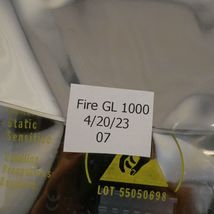 Fire GL 1000
4/20/23
07
Static
Sensitive
LOT 55050698